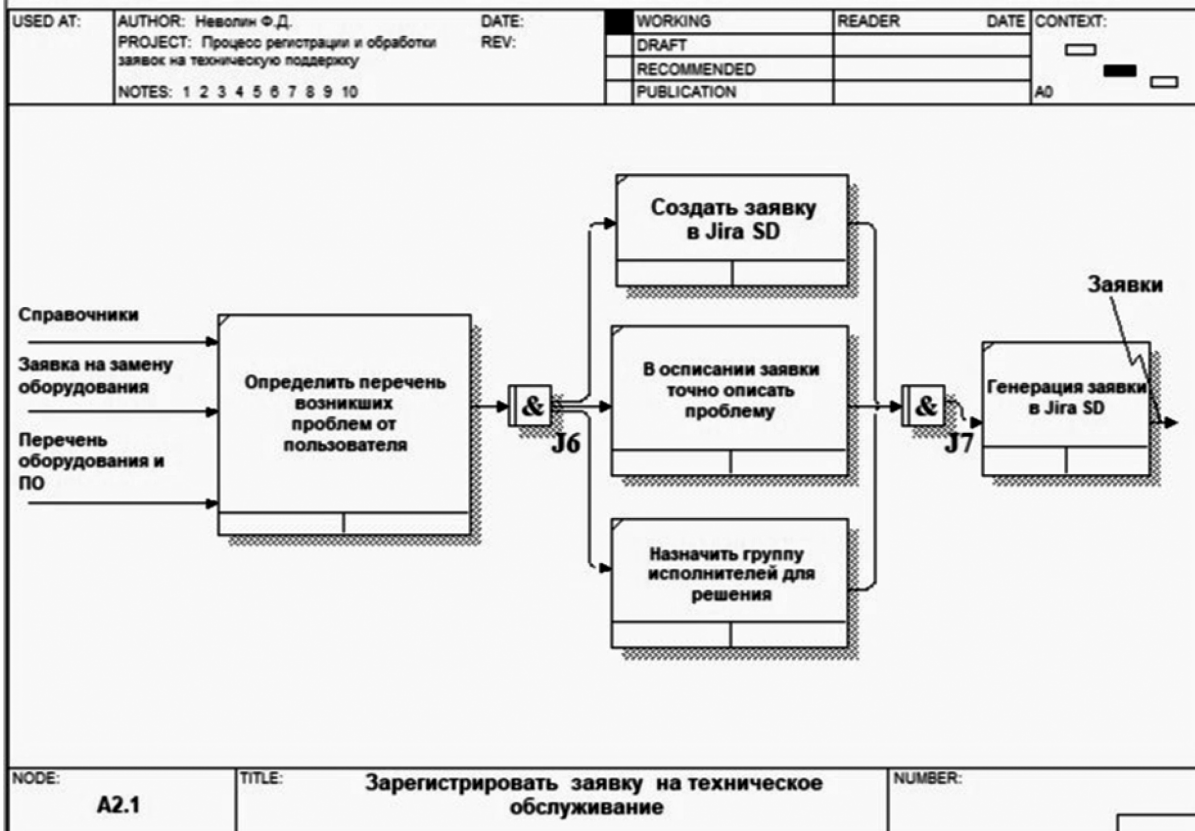 USED AT:
AUTHOR: Неволин Ф.Д.
DATE:
PROJECT: Процесс регистрации и обработки
заявок на техническую поддержку
REV:
NOTES: 1 2 3 4 5 6 7 8 9 10
WORKING
DRAFT
RECOMMENDED
PUBLICATION
READER
DATE
CONTEXT:
A0
Справочники
Заявка на замену
оборудования
Перечень
оборудования и
ПО
Определить перечень
возникших
проблем от
пользователя
&
J6
Создать заявку
в Jira SD
В осписании заявки
точно описать
проблему
Назначить группу
исполнителей для
решения
&
J7
Генерация заявки
в Jira SD
Заявки
NODE:
A2.1
TITLE:
Зарегистрировать заявку на техническое
обслуживание
NUMBER: